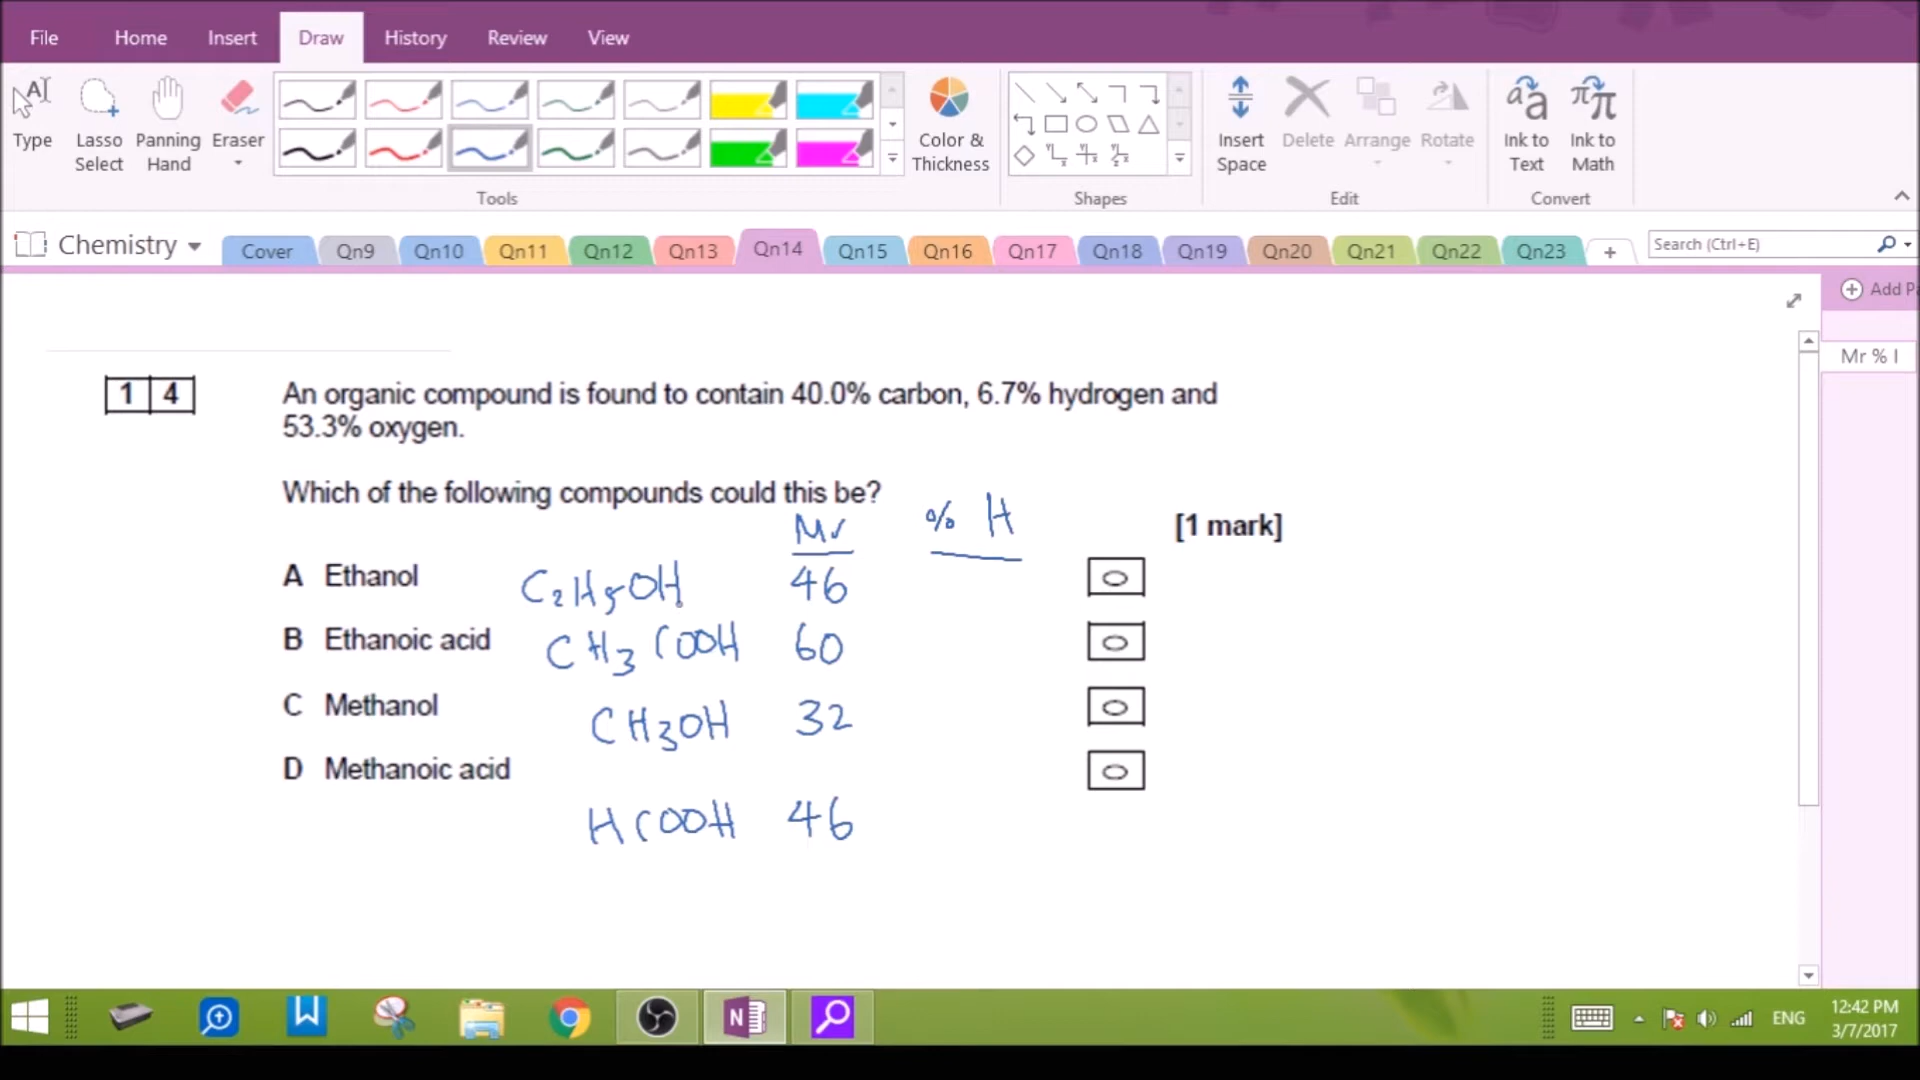 File Home Insert Draw History Review View
Type Lasso Select Panning Hand Eraser Color & Thickness Insert Space Delete Arrange Rotate Ink to Text Ink to Math
Tools Shapes Edit Convert
Chemistry Cover Qn9 Qn10 Qn11 Qn12 Qn13 Qn14 Qn15 Qn16 Qn17 Qn18 Qn19 Qn20 Qn21 Qn22 Qn23 + Search (Ctrl+E)
Add P
Mr % I
1 4 An organic compound is found to contain 40.0% carbon, 6.7% hydrogen and
53.3% oxygen.
Which of the following compounds could this be?
Mr % H [1 mark]
A Ethanol C₂H₅OH 46
B Ethanoic acid CH₃COOH 60
C Methanol CH₃OH 32
D Methanoic acid
HCOOH 46
ENG 12:42 PM
3/7/2017